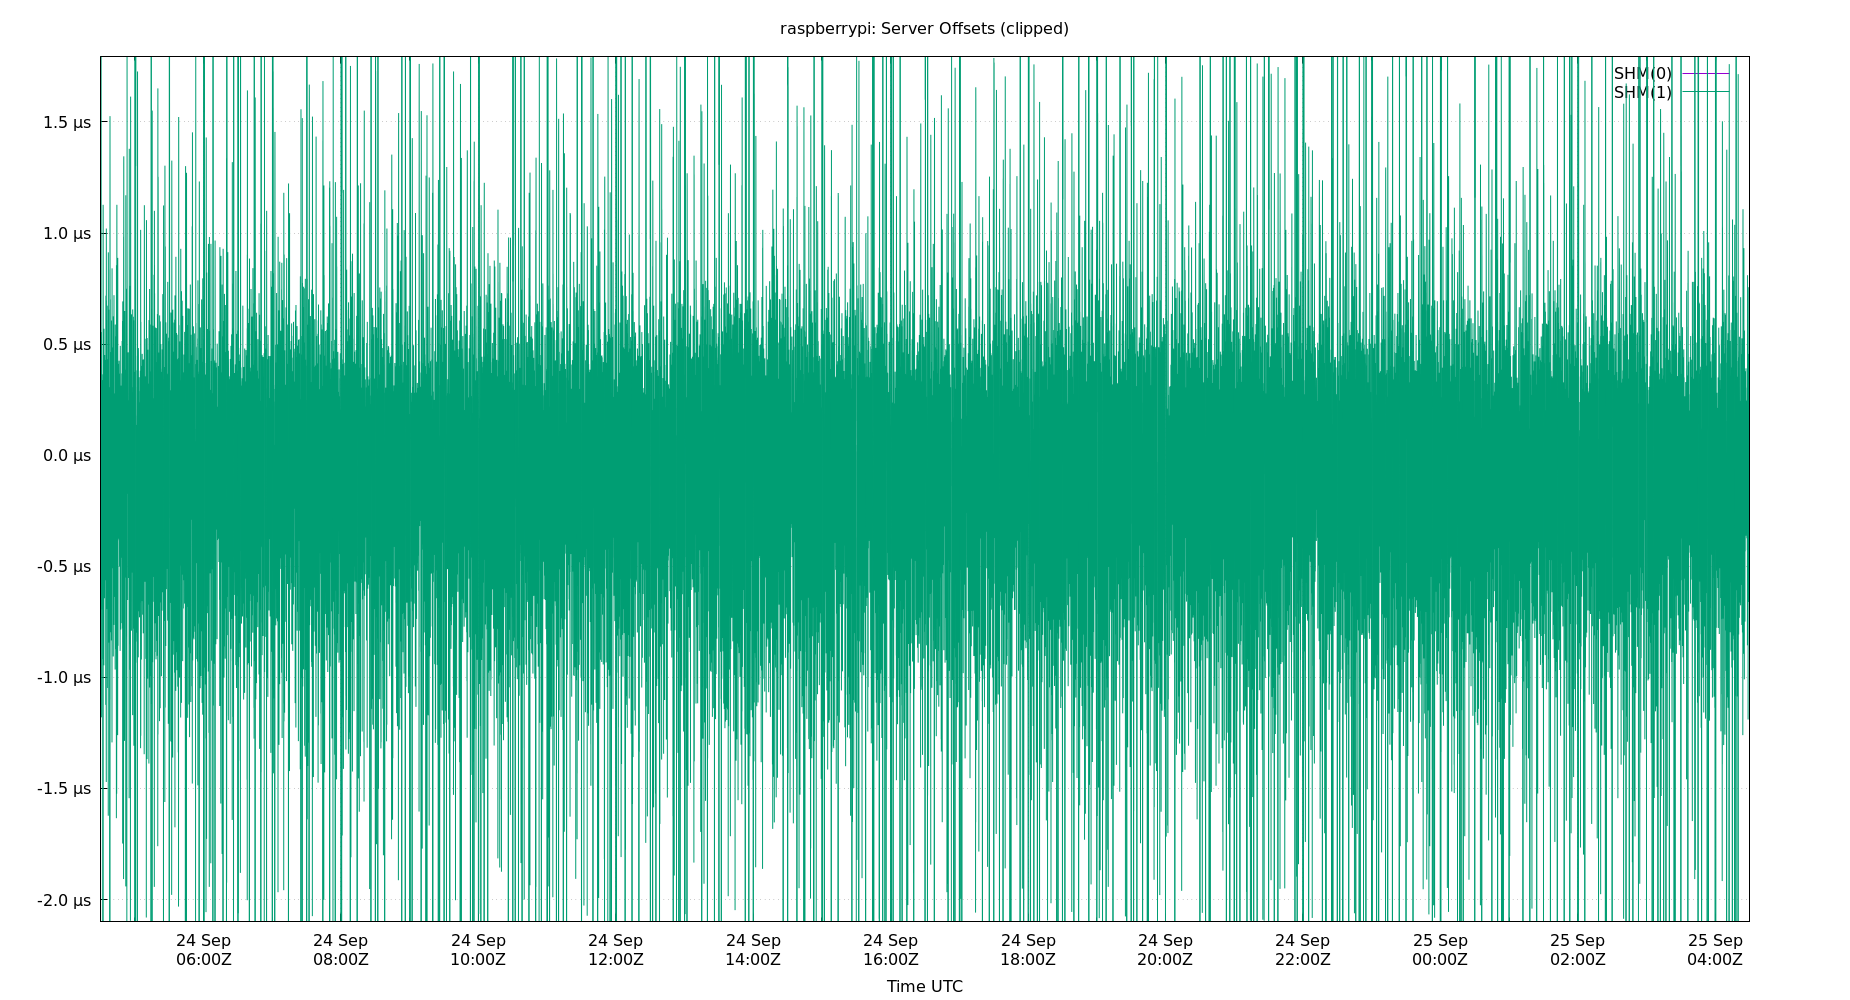 raspberrypi: Server Offsets (clipped)
SHM(0)
SHM(1)
1.5 µs
1.0 µs
0.5 µs
0.0 µs
-0.5 µs
-1.0 µs
-1.5 µs
-2.0 µs
24 Sep 24 Sep 24 Sep 24 Sep 24 Sep 24 Sep 24 Sep 24 Sep 24 Sep 25 Sep 25 Sep 25 Sep
06:00Z 08:00Z 10:00Z 12:00Z 14:00Z 16:00Z 18:00Z 20:00Z 22:00Z 00:00Z 02:00Z 04:00Z
Time UTC